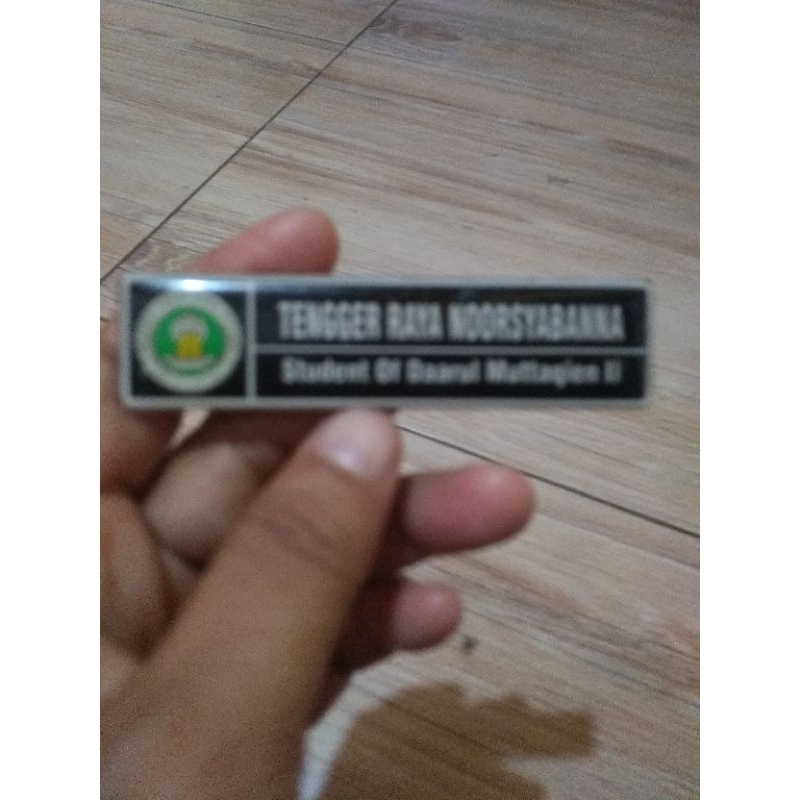 TENGGER RAYA NOORSYABANNA
Student Of Daarul Muttaqien II